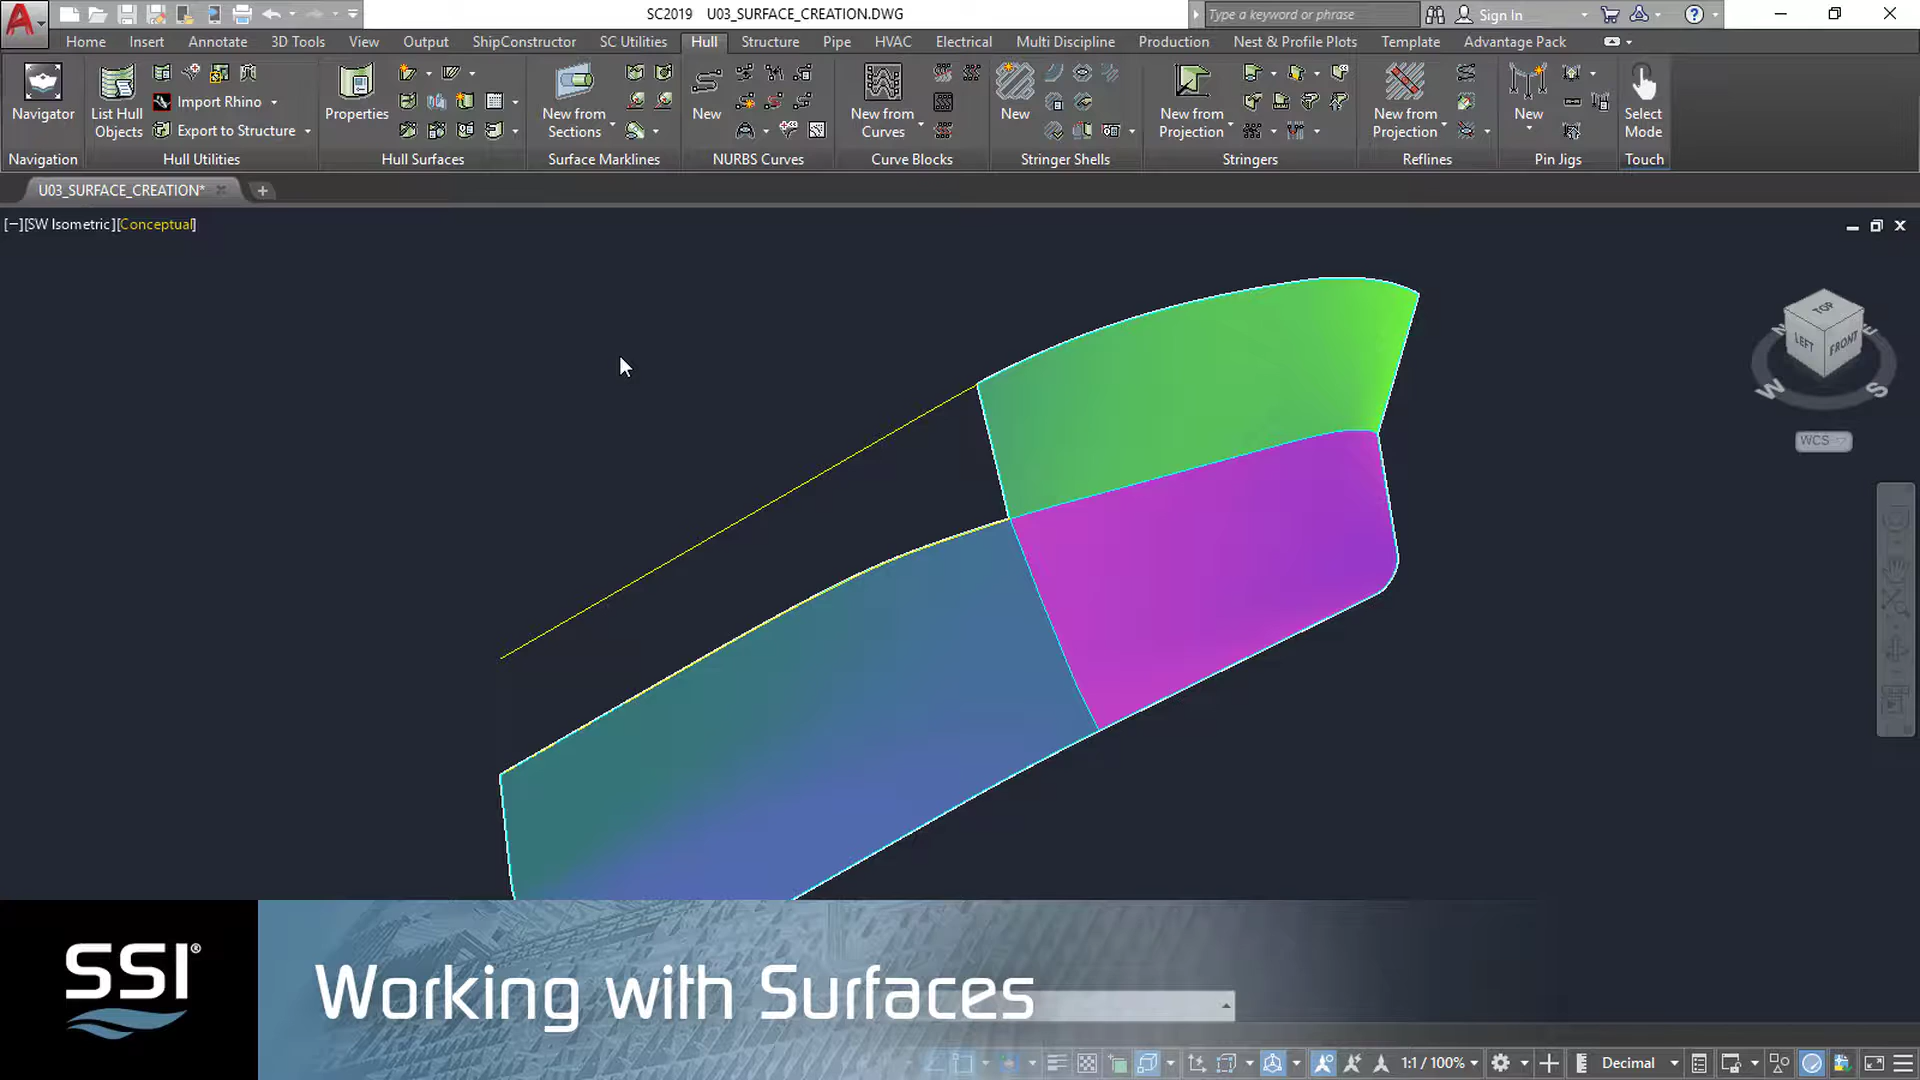 SC2019 U03_SURFACE_CREATION.DWG
Type a keyword or phrase
Sign In
Home Insert Annotate 3D Tools View Output ShipConstructor SC Utilities Hull Structure Pipe HVAC Electrical Multi Discipline Production Nest & Profile Plots Template Advantage Pack
Navigator
List Hull
Objects
Import Rhino
Export to Structure
Properties
New from
Sections
New
New from
Curves
New
New from
Projection
New from
Projection
New
Select
Mode
Navigation Hull Utilities Hull Surfaces Surface Marklines NURBS Curves Curve Blocks Stringer Shells Stringers Reflines Pin Jigs Touch
U03_SURFACE_CREATION*
[−][SW Isometric][Conceptual]
TOP
LEFT
FRONT
N
E
W
S
WCS
SSI®
Working with Surfaces
1:1 / 100%
Decimal